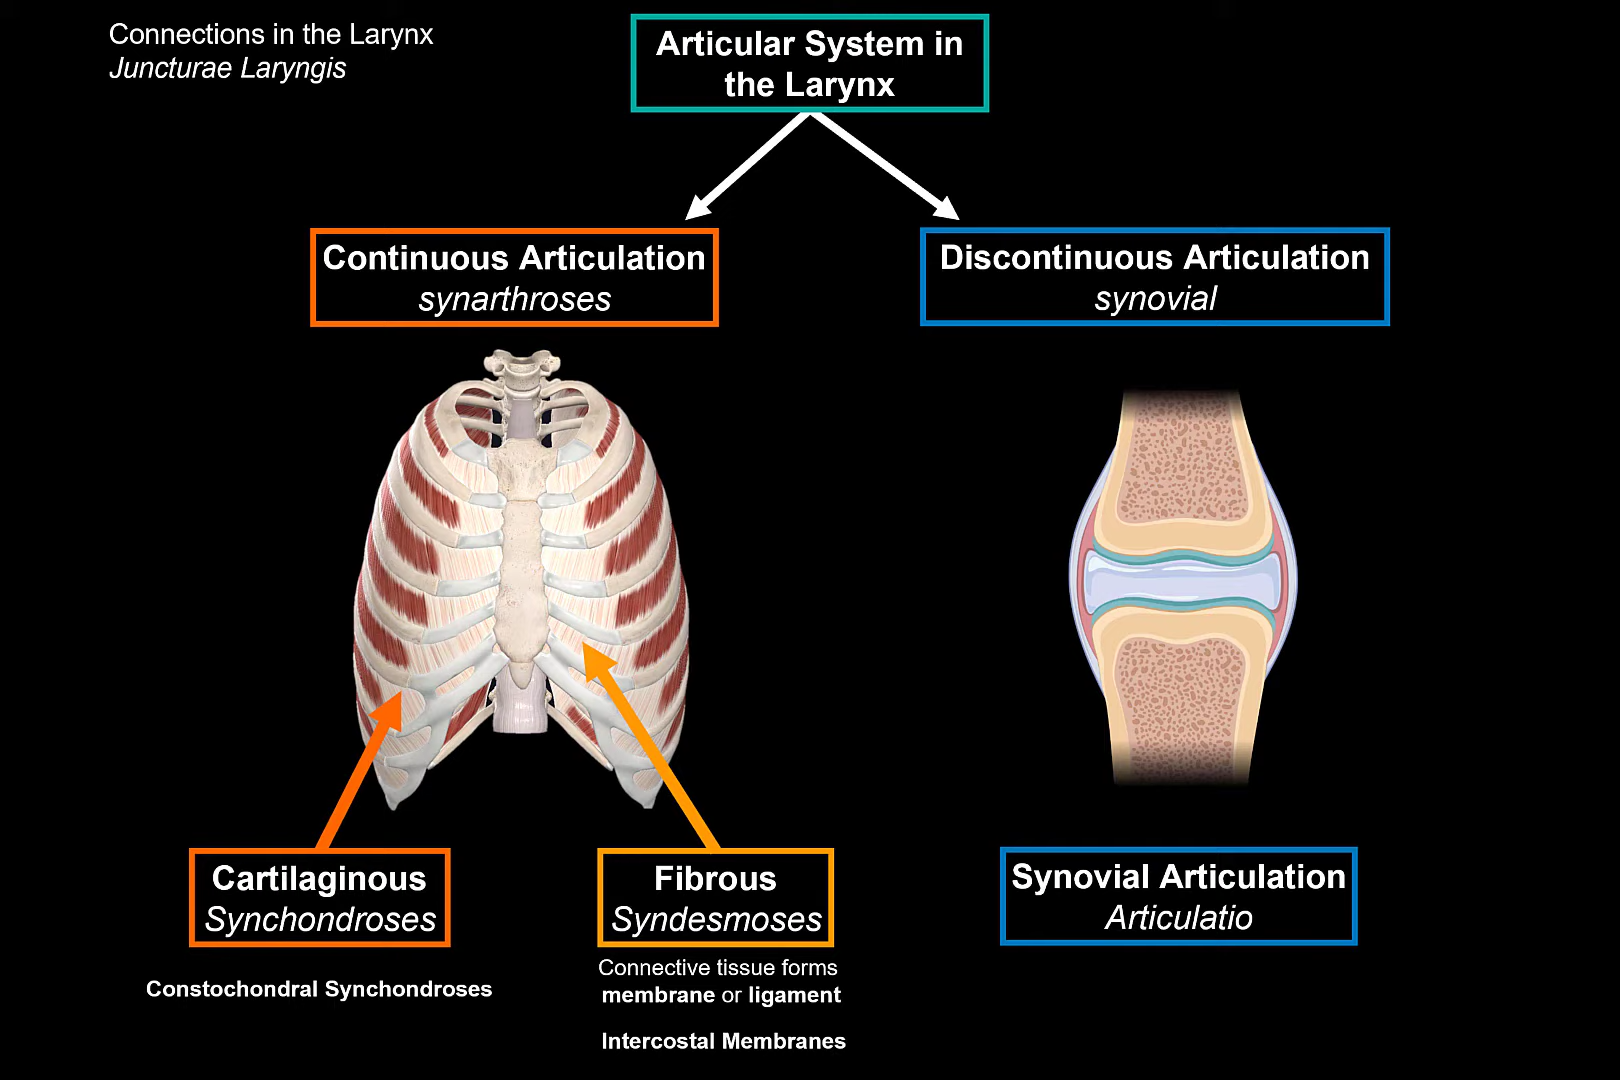 Connections in the Larynx
Juncturae Laryngis
Articular System in
the Larynx
Continuous Articulation
synarthroses
Discontinuous Articulation
synovial
Cartilaginous
Synchondroses
Constochondral Synchondroses
Fibrous
Syndesmoses
Connective tissue forms
membrane or ligament
Intercostal Membranes
Synovial Articulation
Articulatio